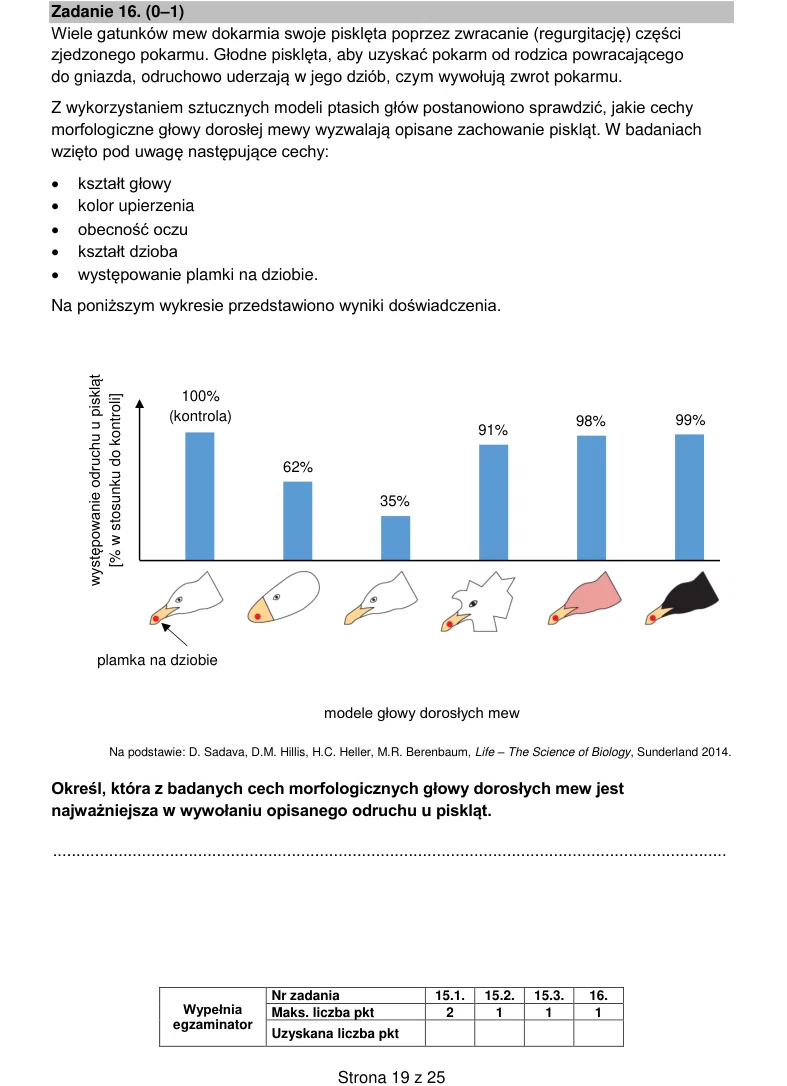 Zadanie 16. (0–1)
Wiele gatunków mew dokarmia swoje pisklęta poprzez zwracanie (regurgitację) części
zjedzonego pokarmu. Głodne pisklęta, aby uzyskać pokarm od rodzica powracającego
do gniazda, odruchowo uderzają w jego dziób, czym wywołują zwrot pokarmu.
Z wykorzystaniem sztucznych modeli ptasich głów postanowiono sprawdzić, jakie cechy
morfologiczne głowy dorosłej mewy wyzwalają opisane zachowanie piskląt. W badaniach
wzięto pod uwagę następujące cechy:
• kształt głowy
• kolor upierzenia
• obecność oczu
• kształt dzioba
• występowanie plamki na dziobie.
Na poniższym wykresie przedstawiono wyniki doświadczenia.
występowanie odruchu u piskląt
[% w stosunku do kontroli]
100%
(kontrola)
62%
35%
91%
98%
99%
plamka na dziobie
modele głowy dorosłych mew
Na podstawie: D. Sadava, D.M. Hillis, H.C. Heller, M.R. Berenbaum, Life – The Science of Biology, Sunderland 2014.
Określ, która z badanych cech morfologicznych głowy dorosłych mew jest
najważniejsza w wywołaniu opisanego odruchu u piskląt.
Wypełnia
egzaminator
Nr zadania 15.1. 15.2. 15.3. 16.
Maks. liczba pkt 2 1 1 1
Uzyskana liczba pkt
Strona 19 z 25